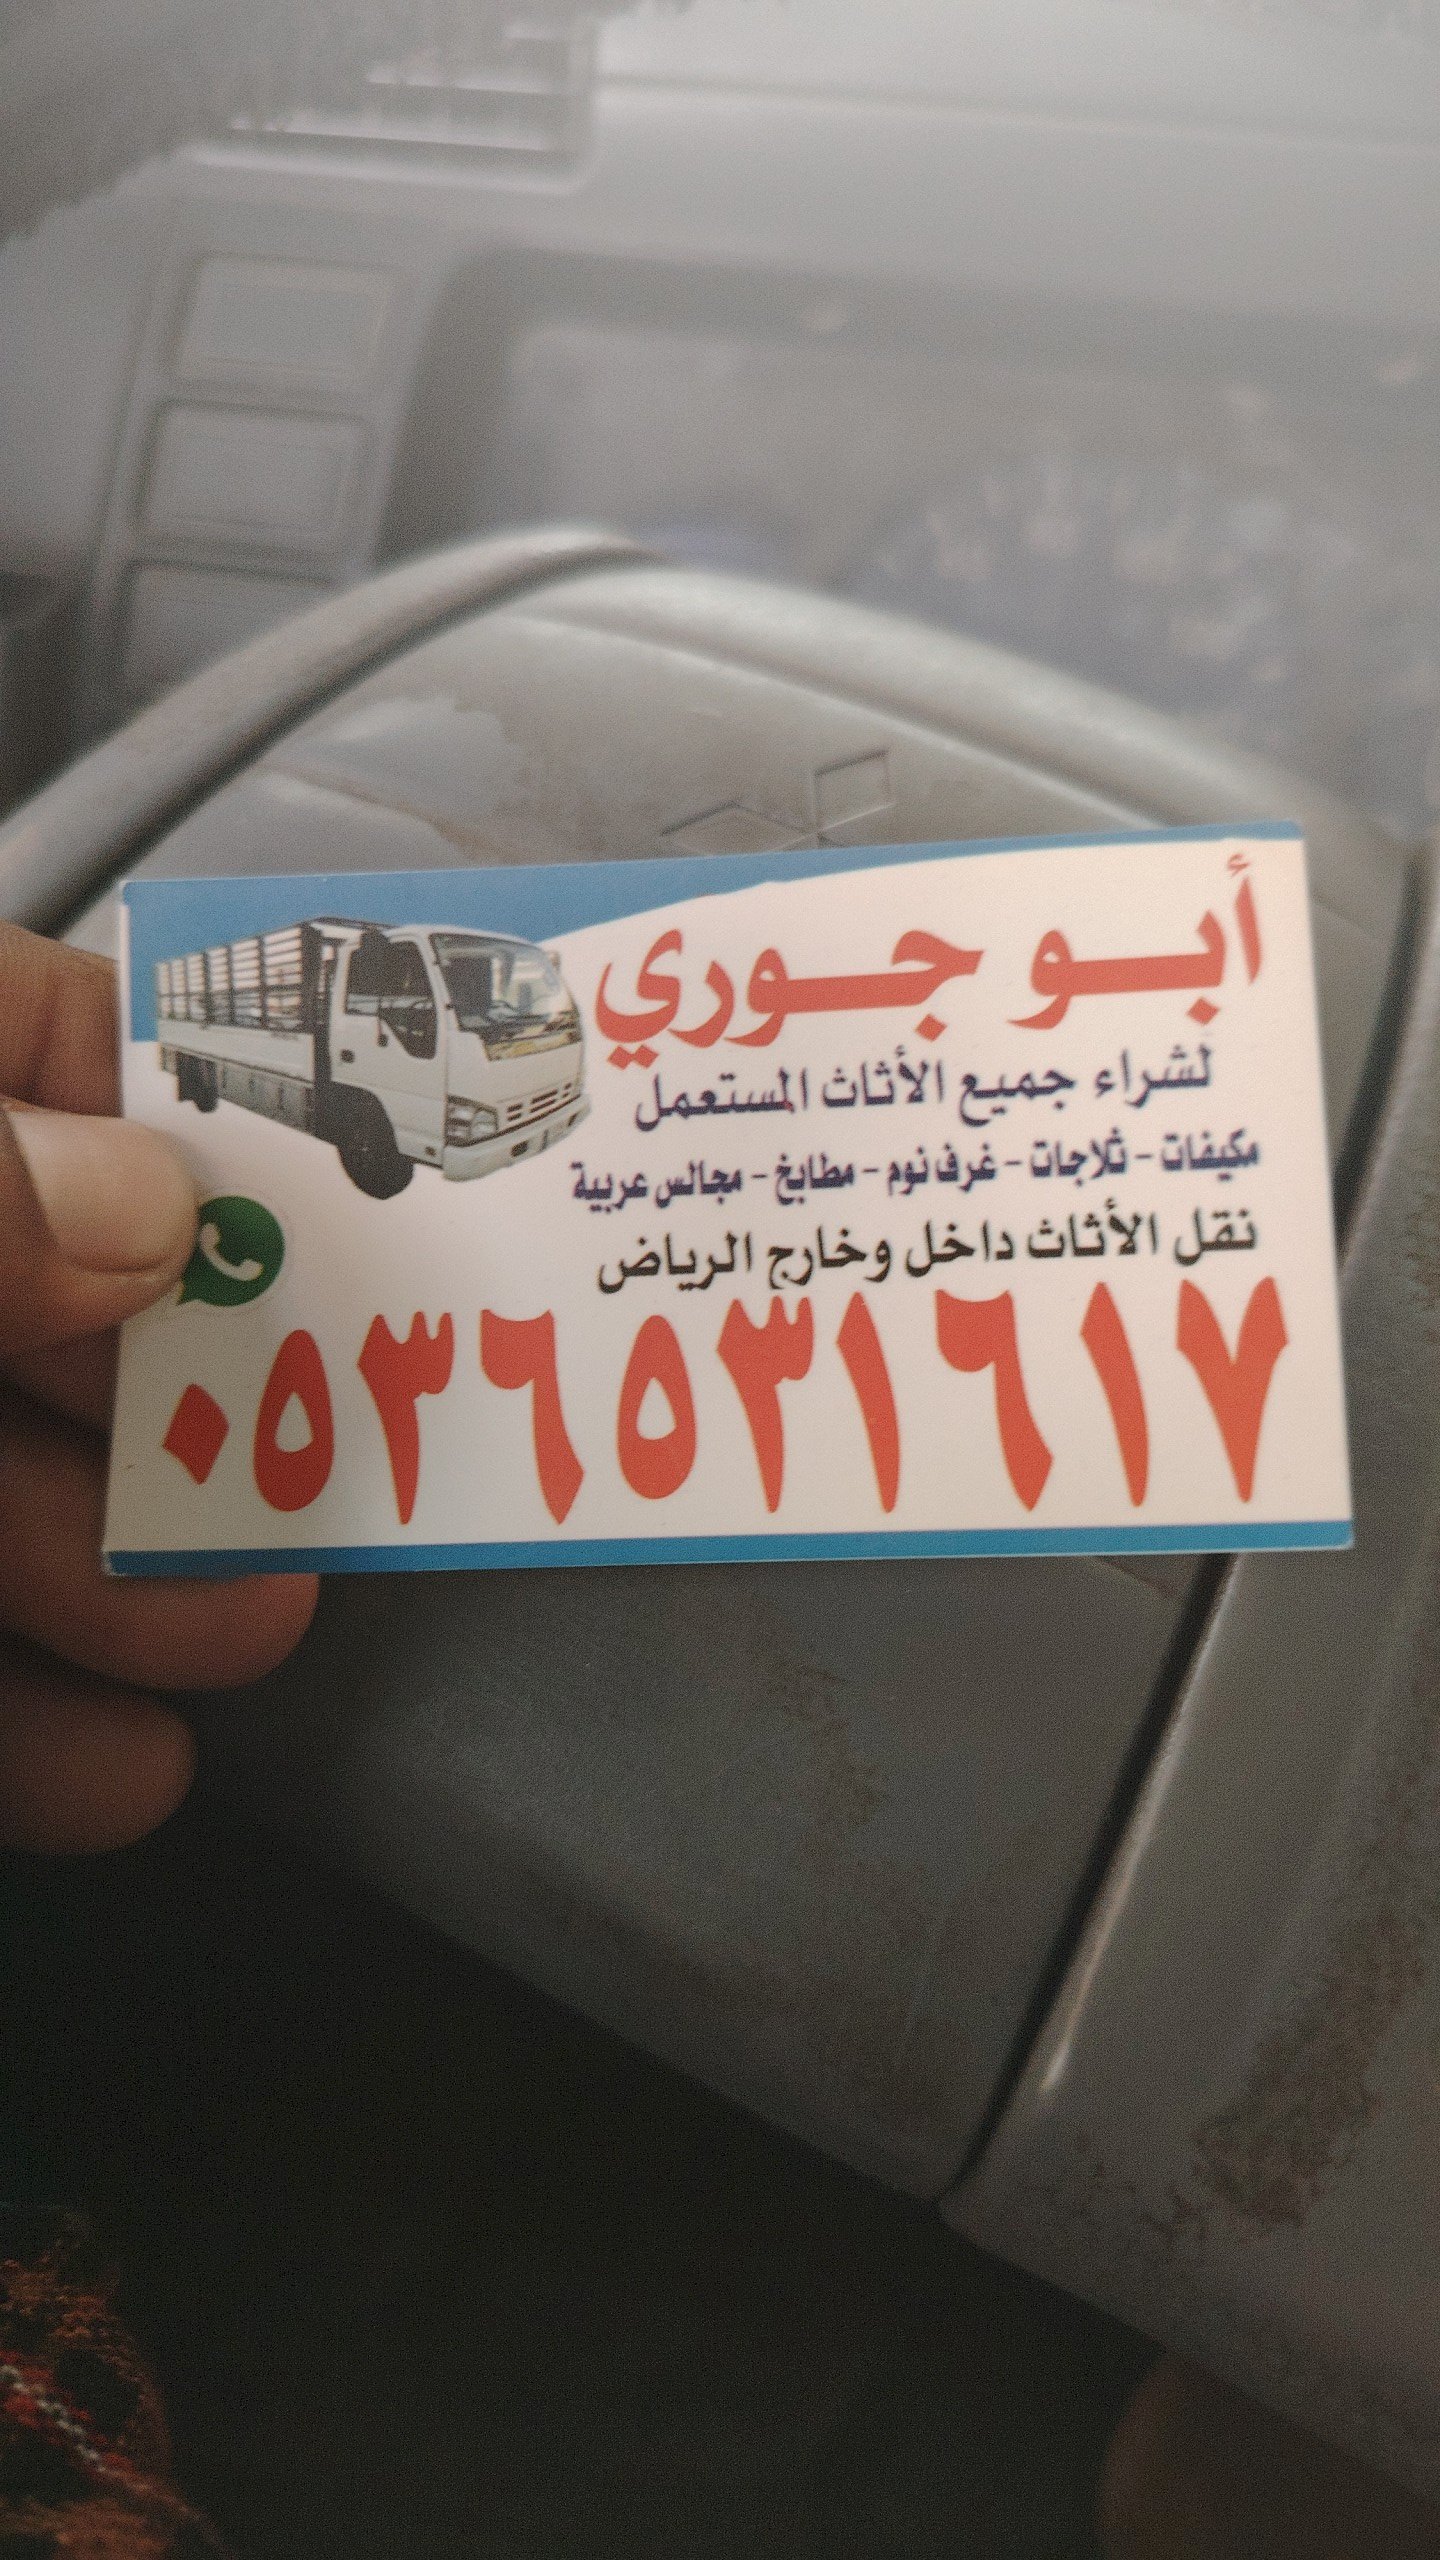 أبو جوري
لشراء جميع الأثاث المستعمل
مكيفات - ثلاجات - غرف نوم - مطابخ - مجالس عربية
نقل الأثاث داخل وخارج الرياض
٠٥٣٦٥٣١٦١٧